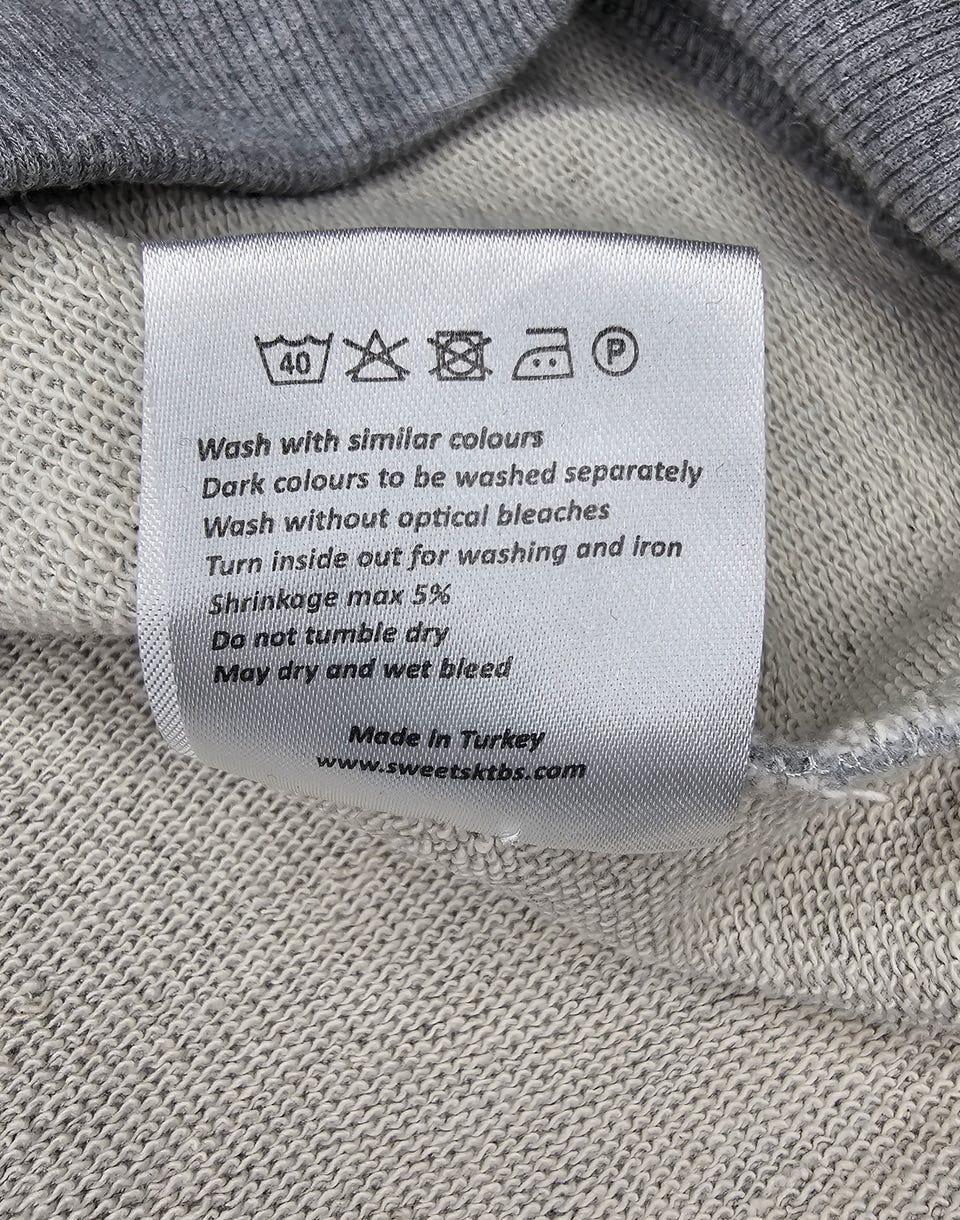 40 P
Wash with similar colours
Dark colours to be washed separately
Wash without optical bleaches
Turn inside out for washing and iron
Shrinkage max 5%
Do not tumble dry
May dry and wet bleed
Made in Turkey
www.sweetsktbs.com